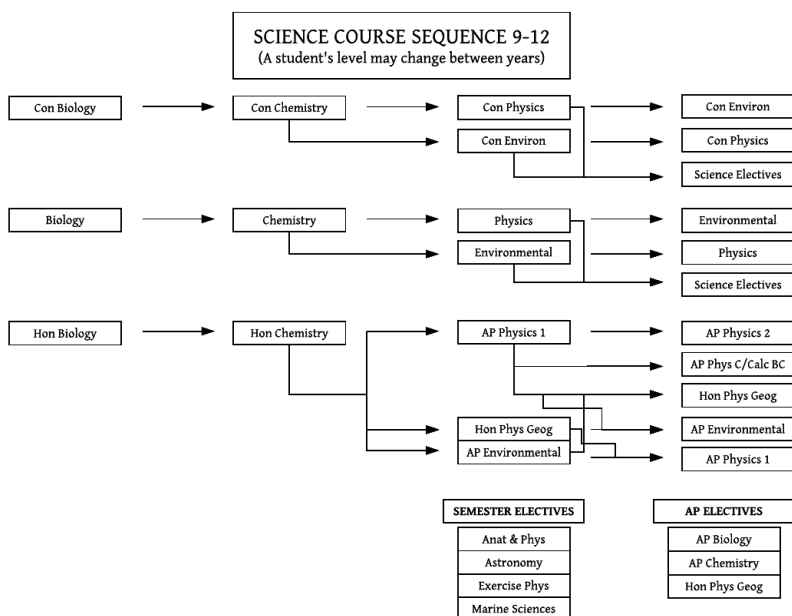 SCIENCE COURSE SEQUENCE 9-12
(A student's level may change between years)
Con Biology
Con Chemistry
Con Physics
Con Environ
Con Environ
Con Physics
Science Electives
Biology
Chemistry
Physics
Environmental
Environmental
Physics
Science Electives
Hon Biology
Hon Chemistry
AP Physics 1
AP Physics 2
AP Phys C/Calc BC
Hon Phys Geog
Hon Phys Geog
AP Environmental
AP Environmental
AP Physics 1
SEMESTER ELECTIVES
Anat & Phys
Astronomy
Exercise Phys
Marine Sciences
AP ELECTIVES
AP Biology
AP Chemistry
Hon Phys Geog